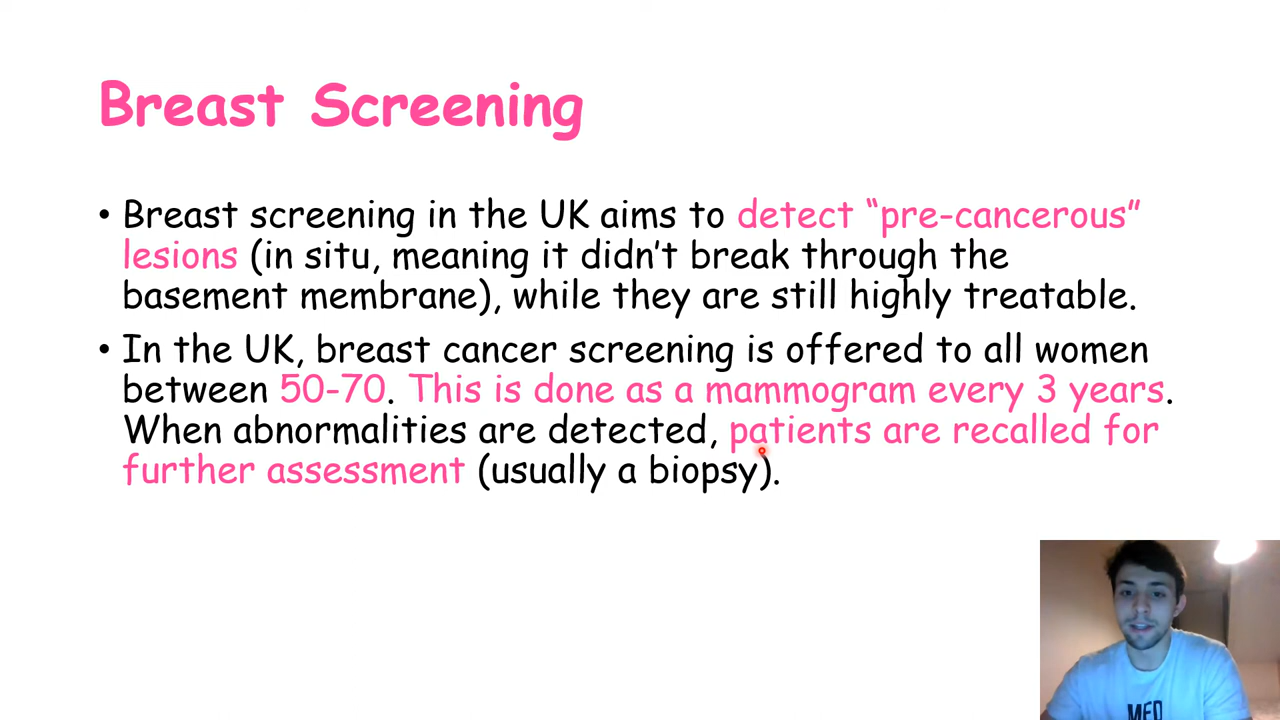 Breast Screening
• Breast screening in the UK aims to detect “pre-cancerous”
lesions (in situ, meaning it didn’t break through the
basement membrane), while they are still highly treatable.
• In the UK, breast cancer screening is offered to all women
between 50-70. This is done as a mammogram every 3 years.
When abnormalities are detected, patients are recalled for
further assessment (usually a biopsy).
MED